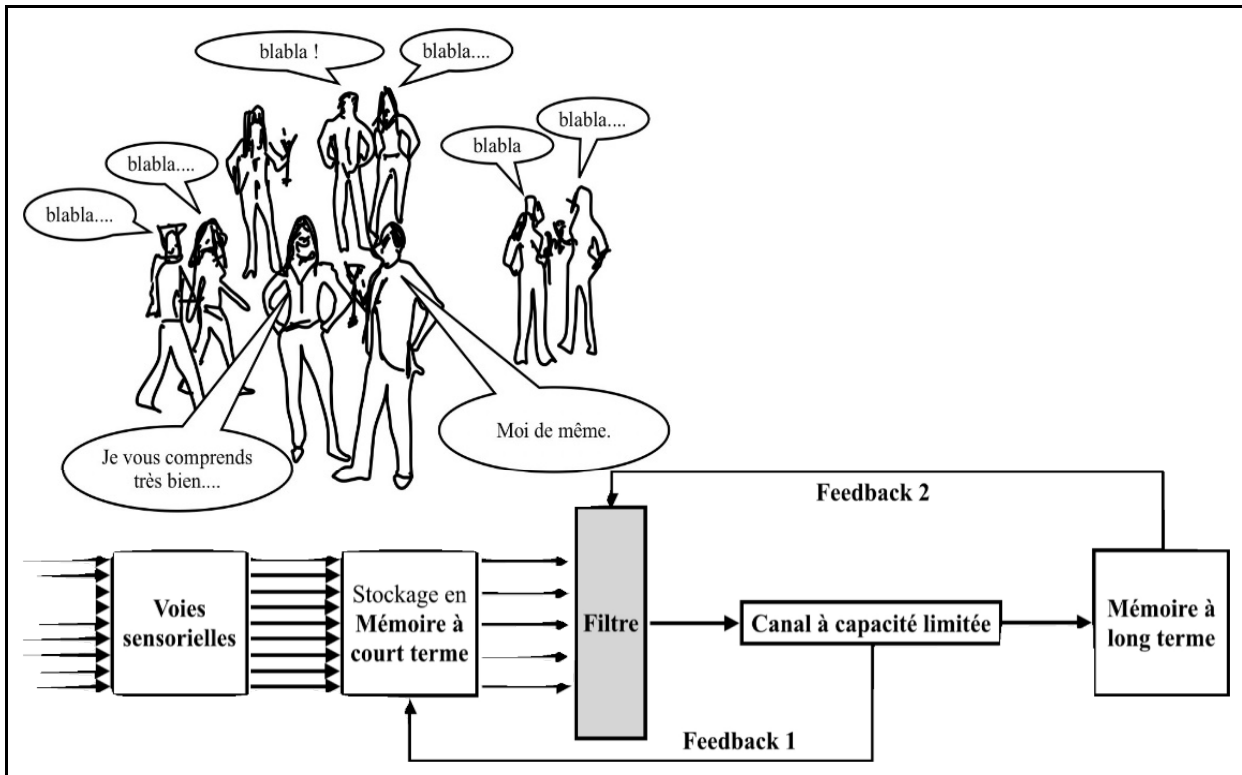 blabla !
blabla....
blabla....
blabla
blabla....
blabla....
Je vous comprends
très bien....
Moi de même.
Feedback 2
Voies
sensorielles
Stockage en
Mémoire à
court terme
Filtre
Canal à capacité limitée
Mémoire à
long terme
Feedback 1